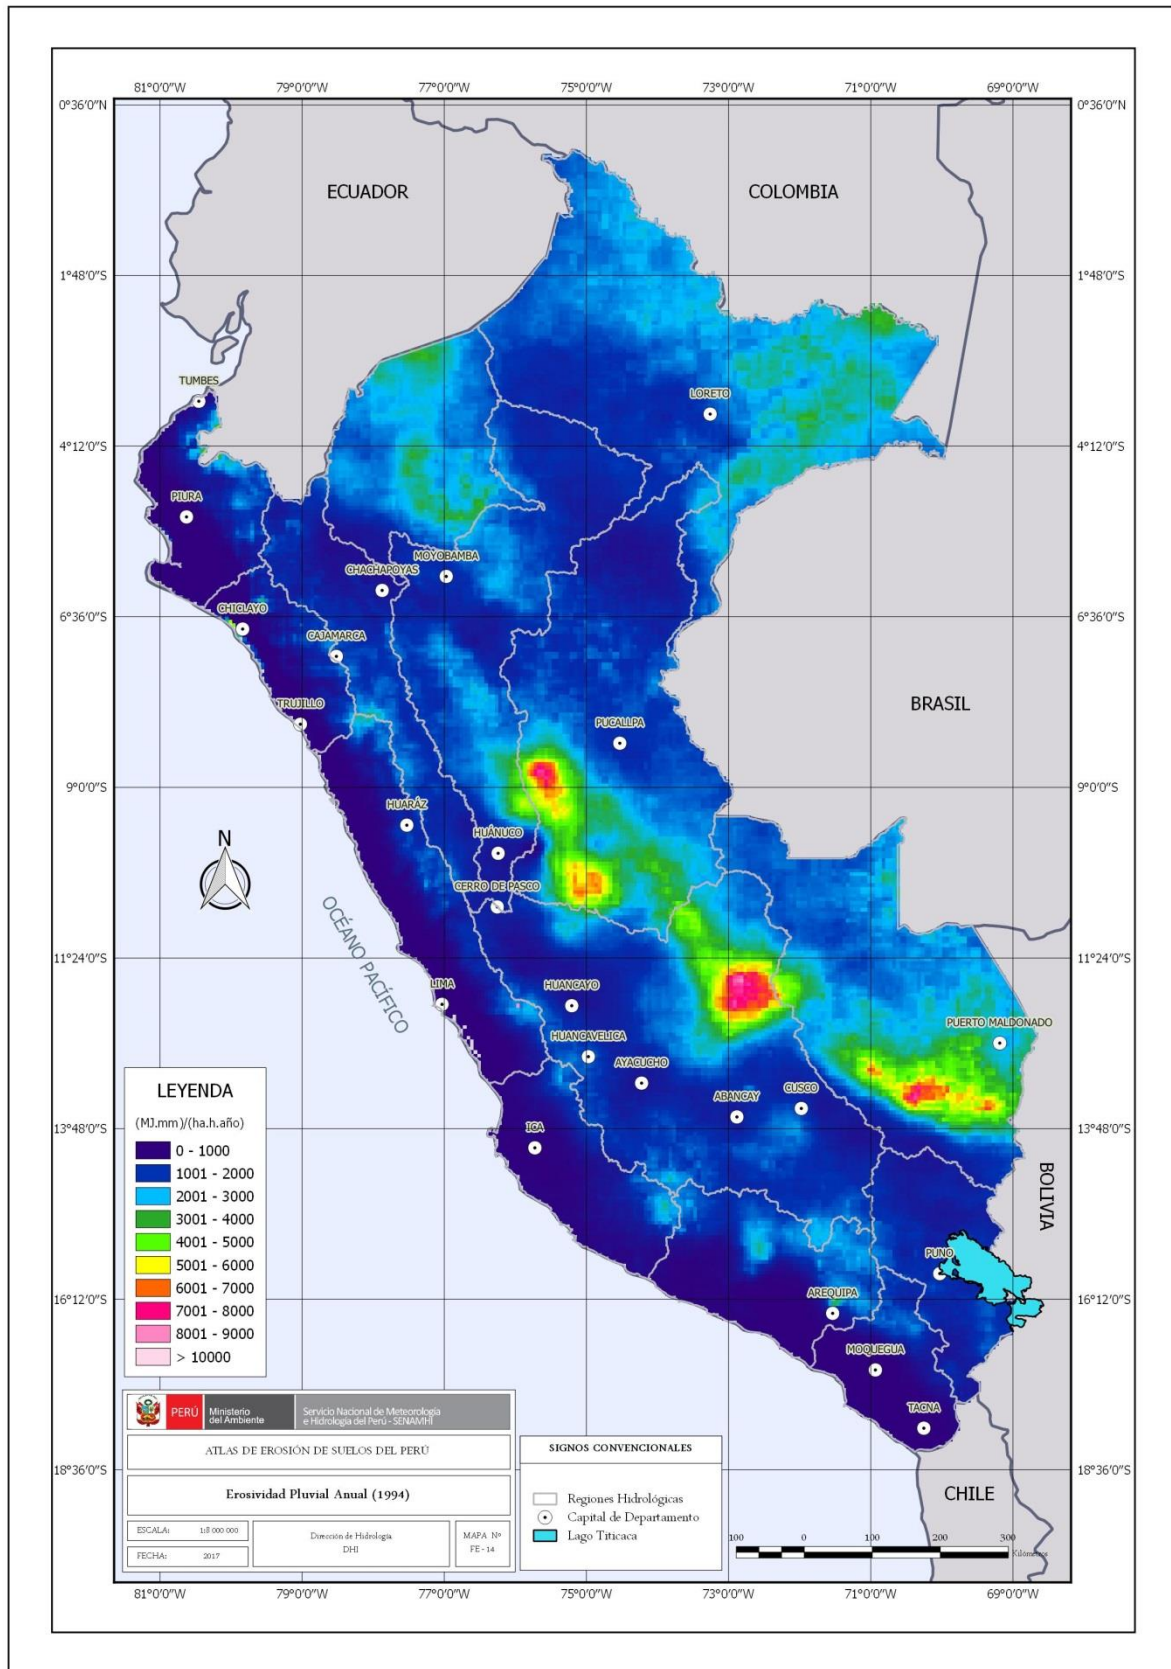 81°0'0"W 79°0'0"W 77°0'0"W 75°0'0"W 73°0'0"W 71°0'0"W 69°0'0"W
0°36'0"N 0°36'0"N
ECUADOR
COLOMBIA
1°48'0"S 1°48'0"S
TUMBES
LORETO
4°12'0"S 4°12'0"S
PIURA
MOYOBAMBA
CHACHAPOYAS
6°36'0"S 6°36'0"S
CHICLAYO
CAJAMARCA
TRUJILLO
BRASIL
PUCALLPA
9°0'0"S 9°0'0"S
HUARÁZ
HUÁNUCO
N
CERRO DE PASCO
OCÉANO PACÍFICO
11°24'0"S 11°24'0"S
LIMA
HUANCAYO
PUERTO MALDONADO
HUANCAVELICA
AYACUCHO
ABANCAY
CUSCO
13°48'0"S 13°48'0"S
ICA
BOLIVIA
PUNO
16°12'0"S 16°12'0"S
AREQUIPA
MOQUEGUA
TACNA
18°36'0"S 18°36'0"S
CHILE
LEYENDA
(MJ.mm)/(ha.h.año)
0 - 1000
1001 - 2000
2001 - 3000
3001 - 4000
4001 - 5000
5001 - 6000
6001 - 7000
7001 - 8000
8001 - 9000
> 10000
PERÚ
Ministerio
del Ambiente
Servicio Nacional de Meteorología
e Hidrología del Perú - SENAMHI
ATLAS DE EROSIÓN DE SUELOS DEL PERÚ
Erosividad Pluvial Anual (1994)
ESCALA: 1:8 000 000
FECHA: 2017
Dirección de Hidrología
DHI
MAPA Nº
FE - 14
SIGNOS CONVENCIONALES
Regiones Hidrológicas
Capital de Departamento
Lago Titicaca
100 0 100 200 300
Kilómetros
81°0'0"W 79°0'0"W 77°0'0"W 75°0'0"W 73°0'0"W 71°0'0"W 69°0'0"W